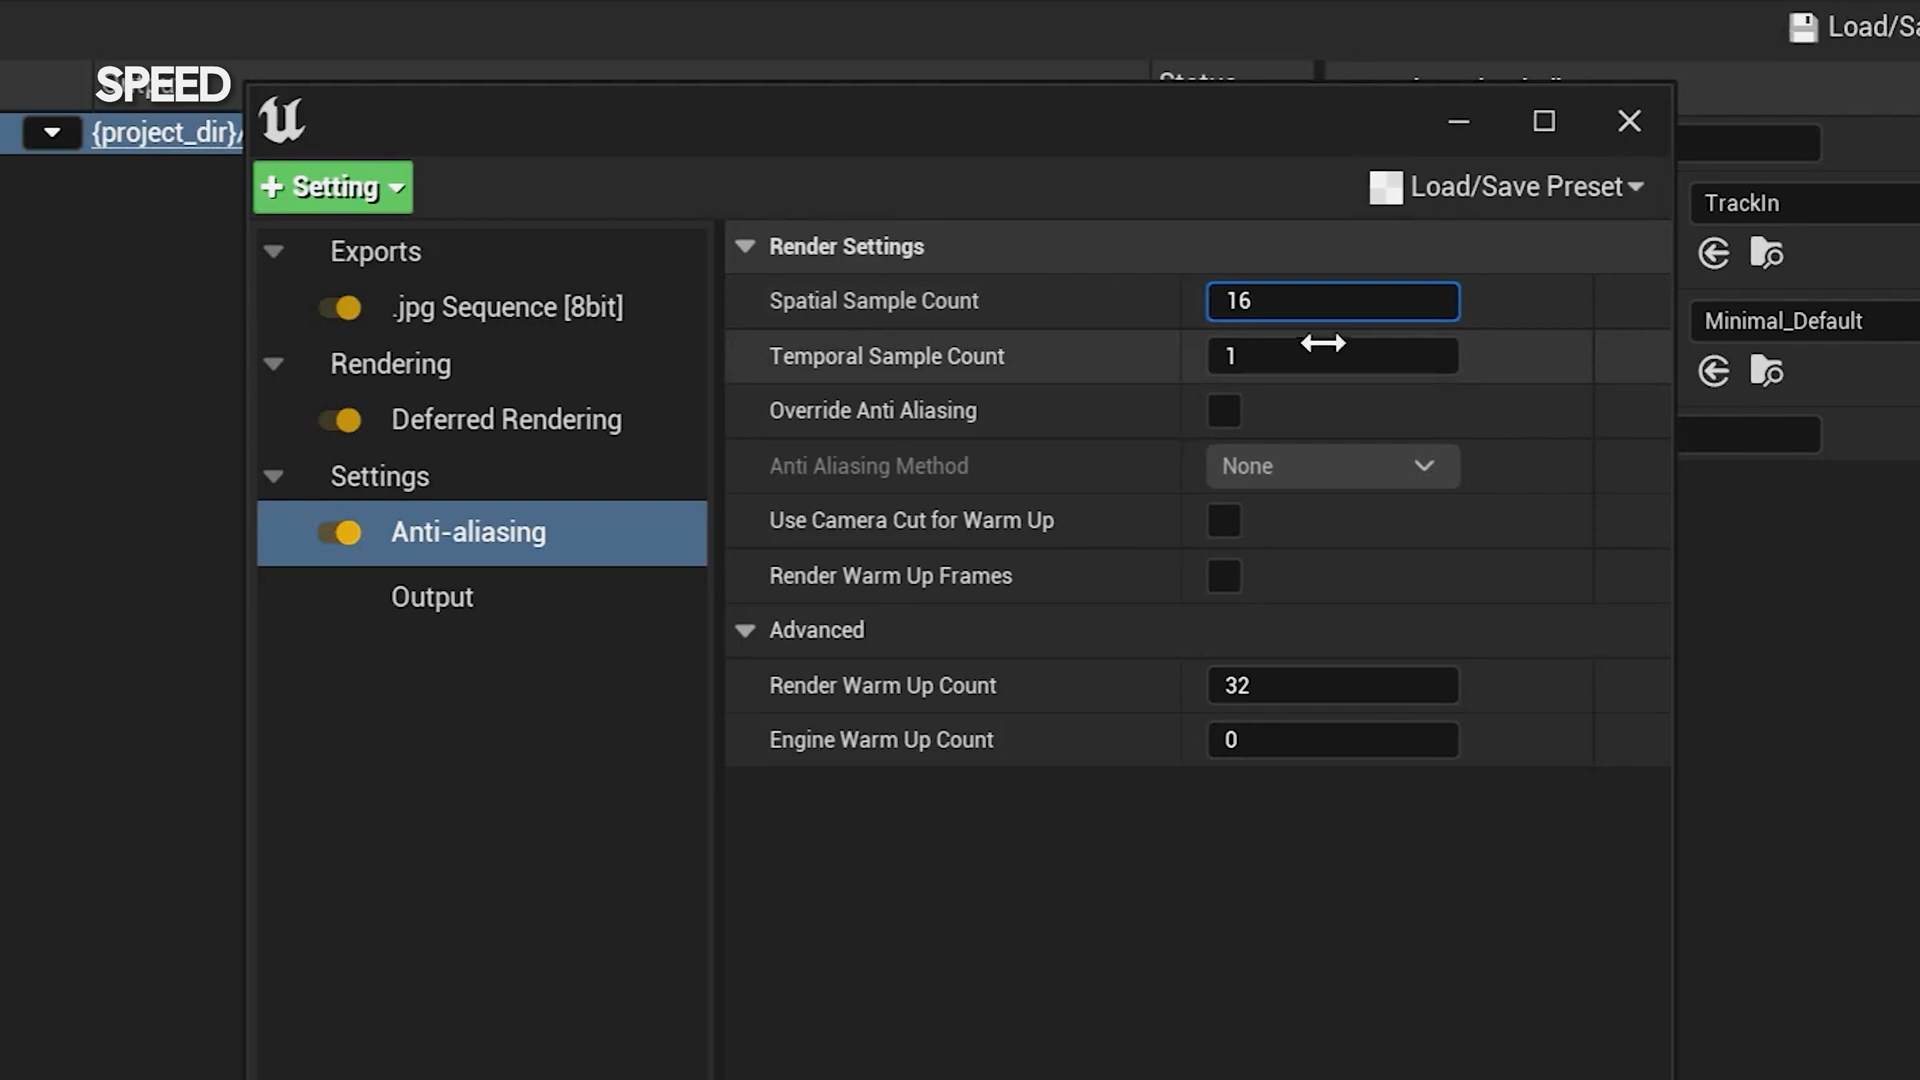 Load/Sa
SPEED
Status
{project_dir}/
+ Setting
Load/Save Preset
Exports
.jpg Sequence [8bit]
Rendering
Deferred Rendering
Settings
Anti-aliasing
Output
Render Settings
Spatial Sample Count 16
Temporal Sample Count 1
Override Anti Aliasing
Anti Aliasing Method None
Use Camera Cut for Warm Up
Render Warm Up Frames
Advanced
Render Warm Up Count 32
Engine Warm Up Count 0
TrackIn
Minimal_Default